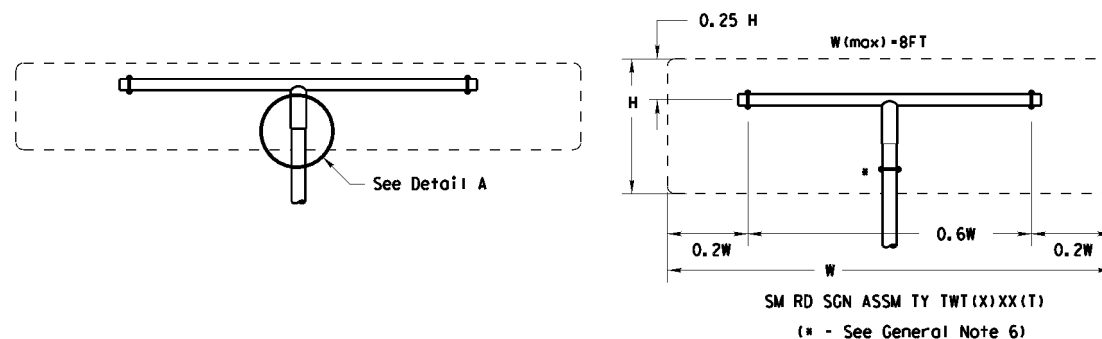 0.25 H
W(max) =8FT
H
See Detail A
*
0.2W
0.6W
0.2W
W
SM RD SGN ASSM TY TWT(X)XX(T)
(* - See General Note 6)